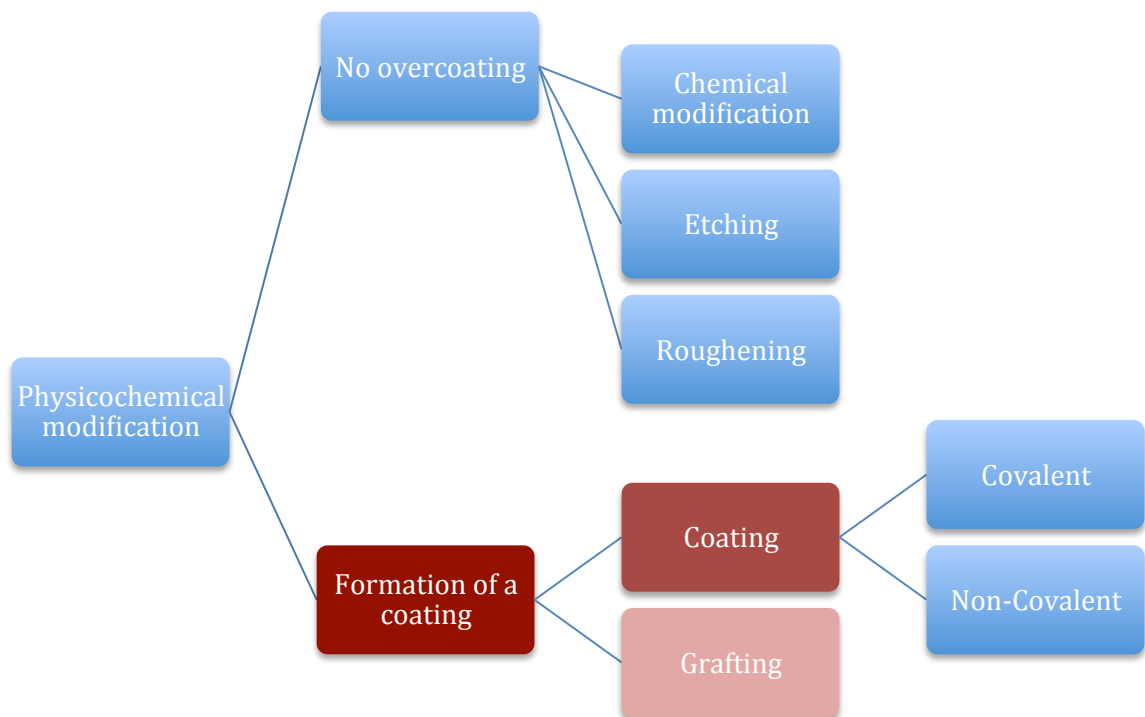 No overcoating
Chemical
modification
Etching
Roughening
Physicochemical
modification
Formation of a
coating
Coating
Grafting
Covalent
Non-Covalent